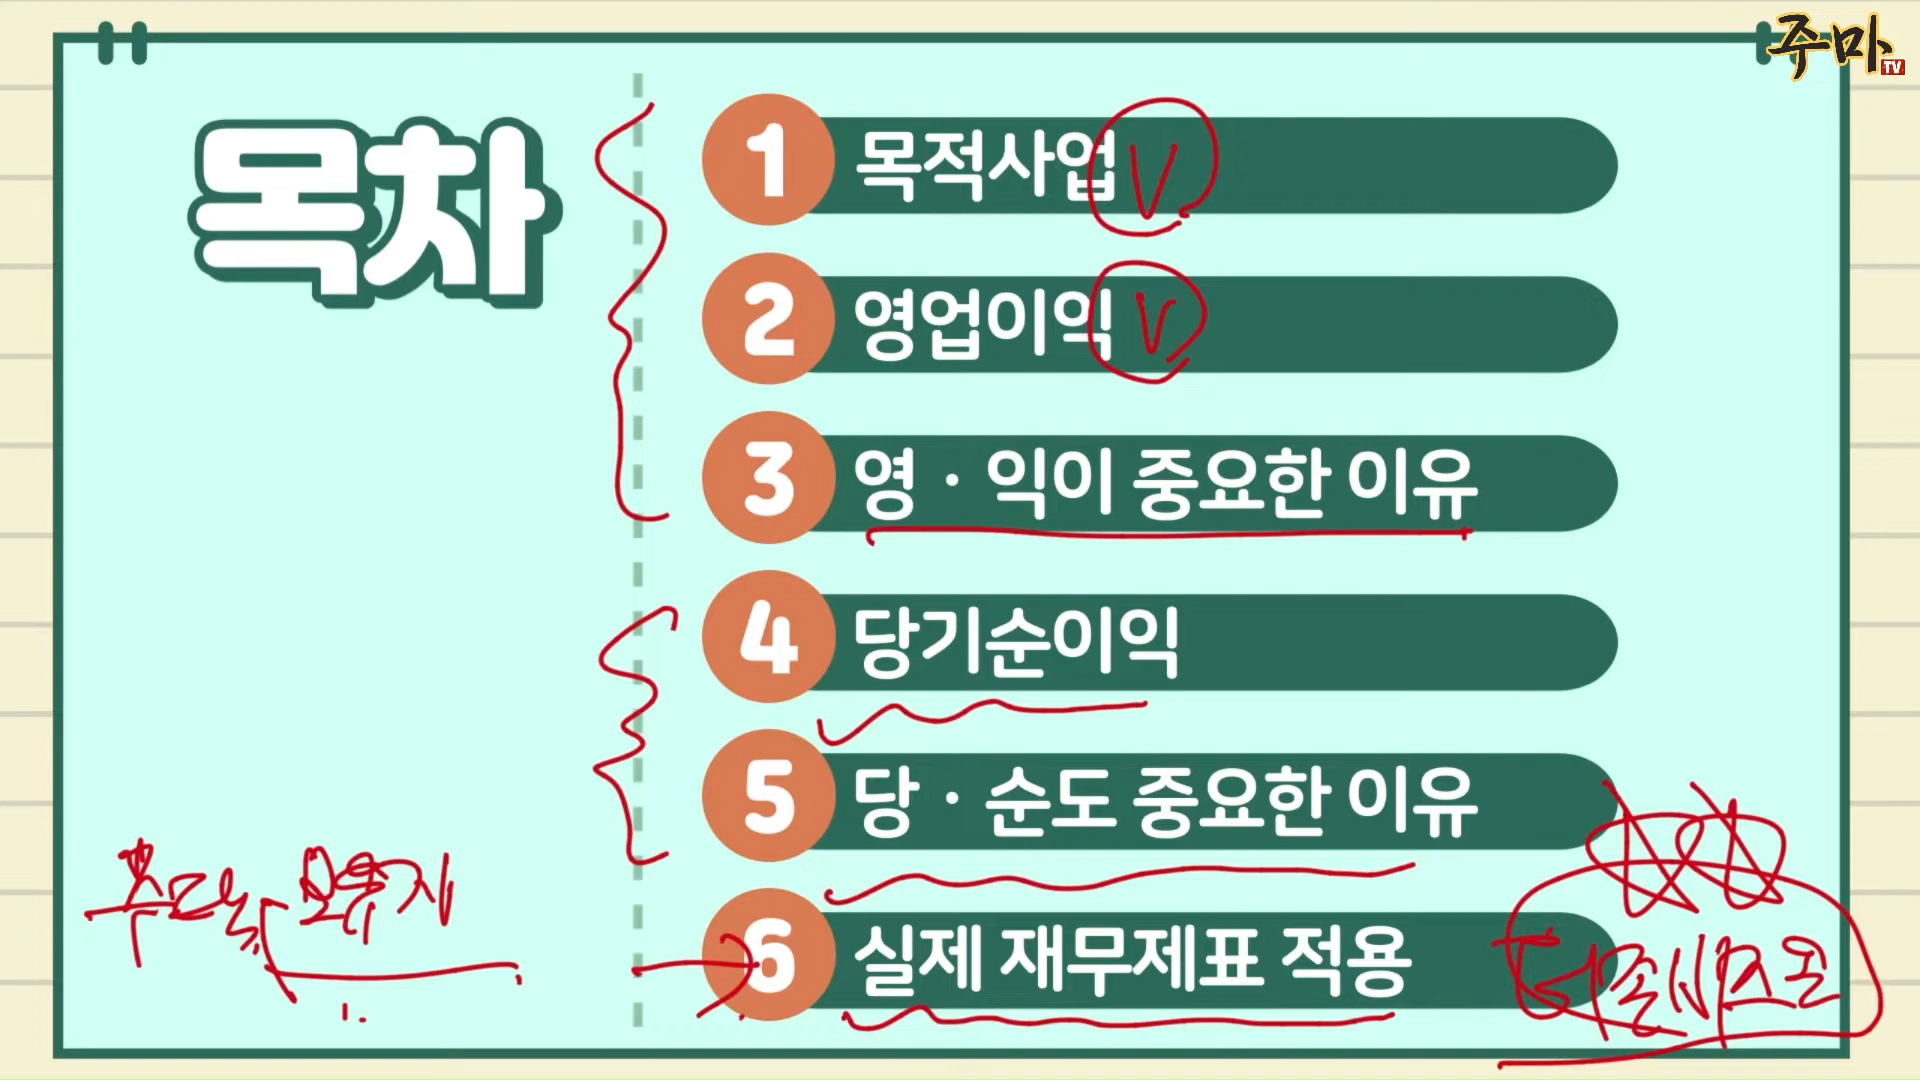 주마
TV
목차
1 목적사업 V
2 영업이익 V
3 영·익이 중요한 이유
4 당기순이익
5 당·순도 중요한 이유
6 실제 재무제표 적용